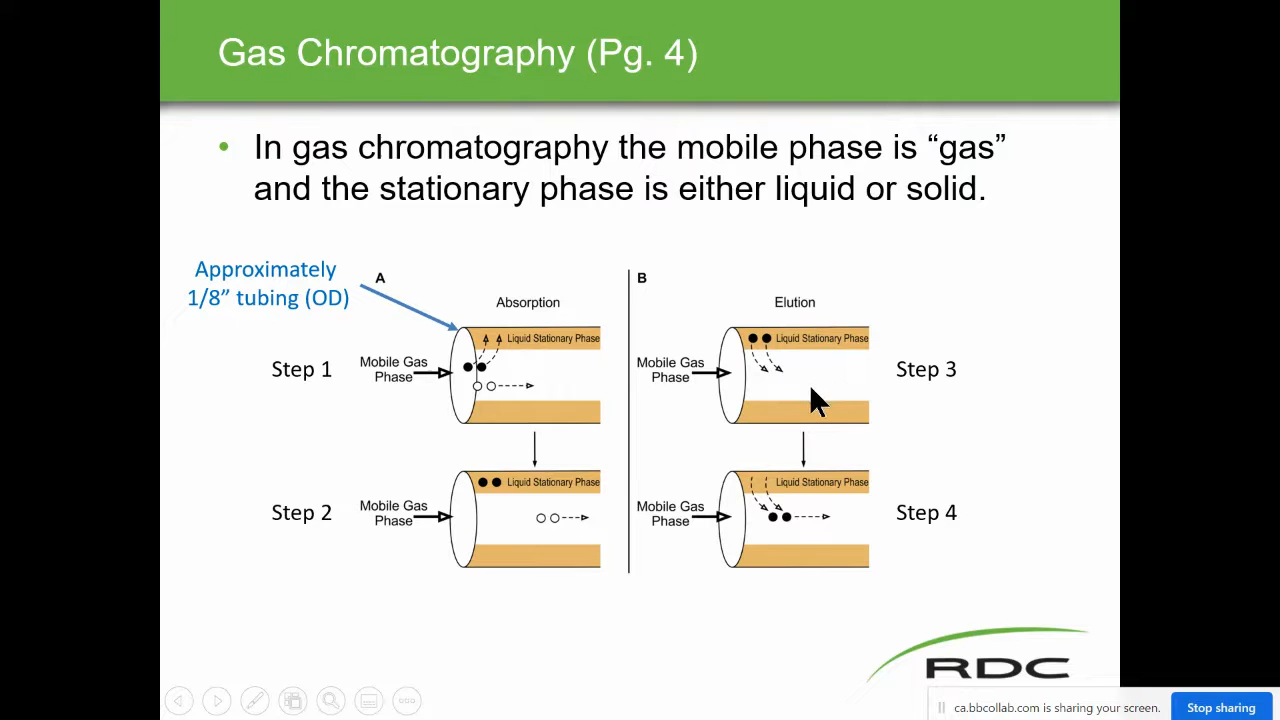 Gas Chromatography (Pg. 4)
• In gas chromatography the mobile phase is “gas”
and the stationary phase is either liquid or solid.
Approximately
1/8” tubing (OD)
A
Absorption
Liquid Stationary Phase
Step 1
Mobile Gas
Phase
Step 2
Mobile Gas
Phase
Liquid Stationary Phase
B
Elution
Liquid Stationary Phase
Mobile Gas
Phase
Step 3
Liquid Stationary Phase
Mobile Gas
Phase
Step 4
RDC
ca.bbcollab.com is sharing your screen.
Stop sharing